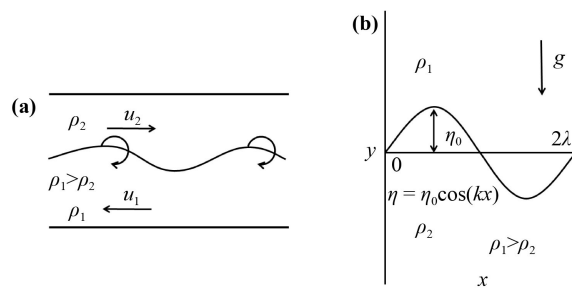 (a)
ρ₂
u₂
ρ₁>ρ₂
ρ₁
u₁
(b)
ρ₁
g
η₀
y
0
2λ
η = η₀cos(kx)
ρ₂
ρ₁>ρ₂
x